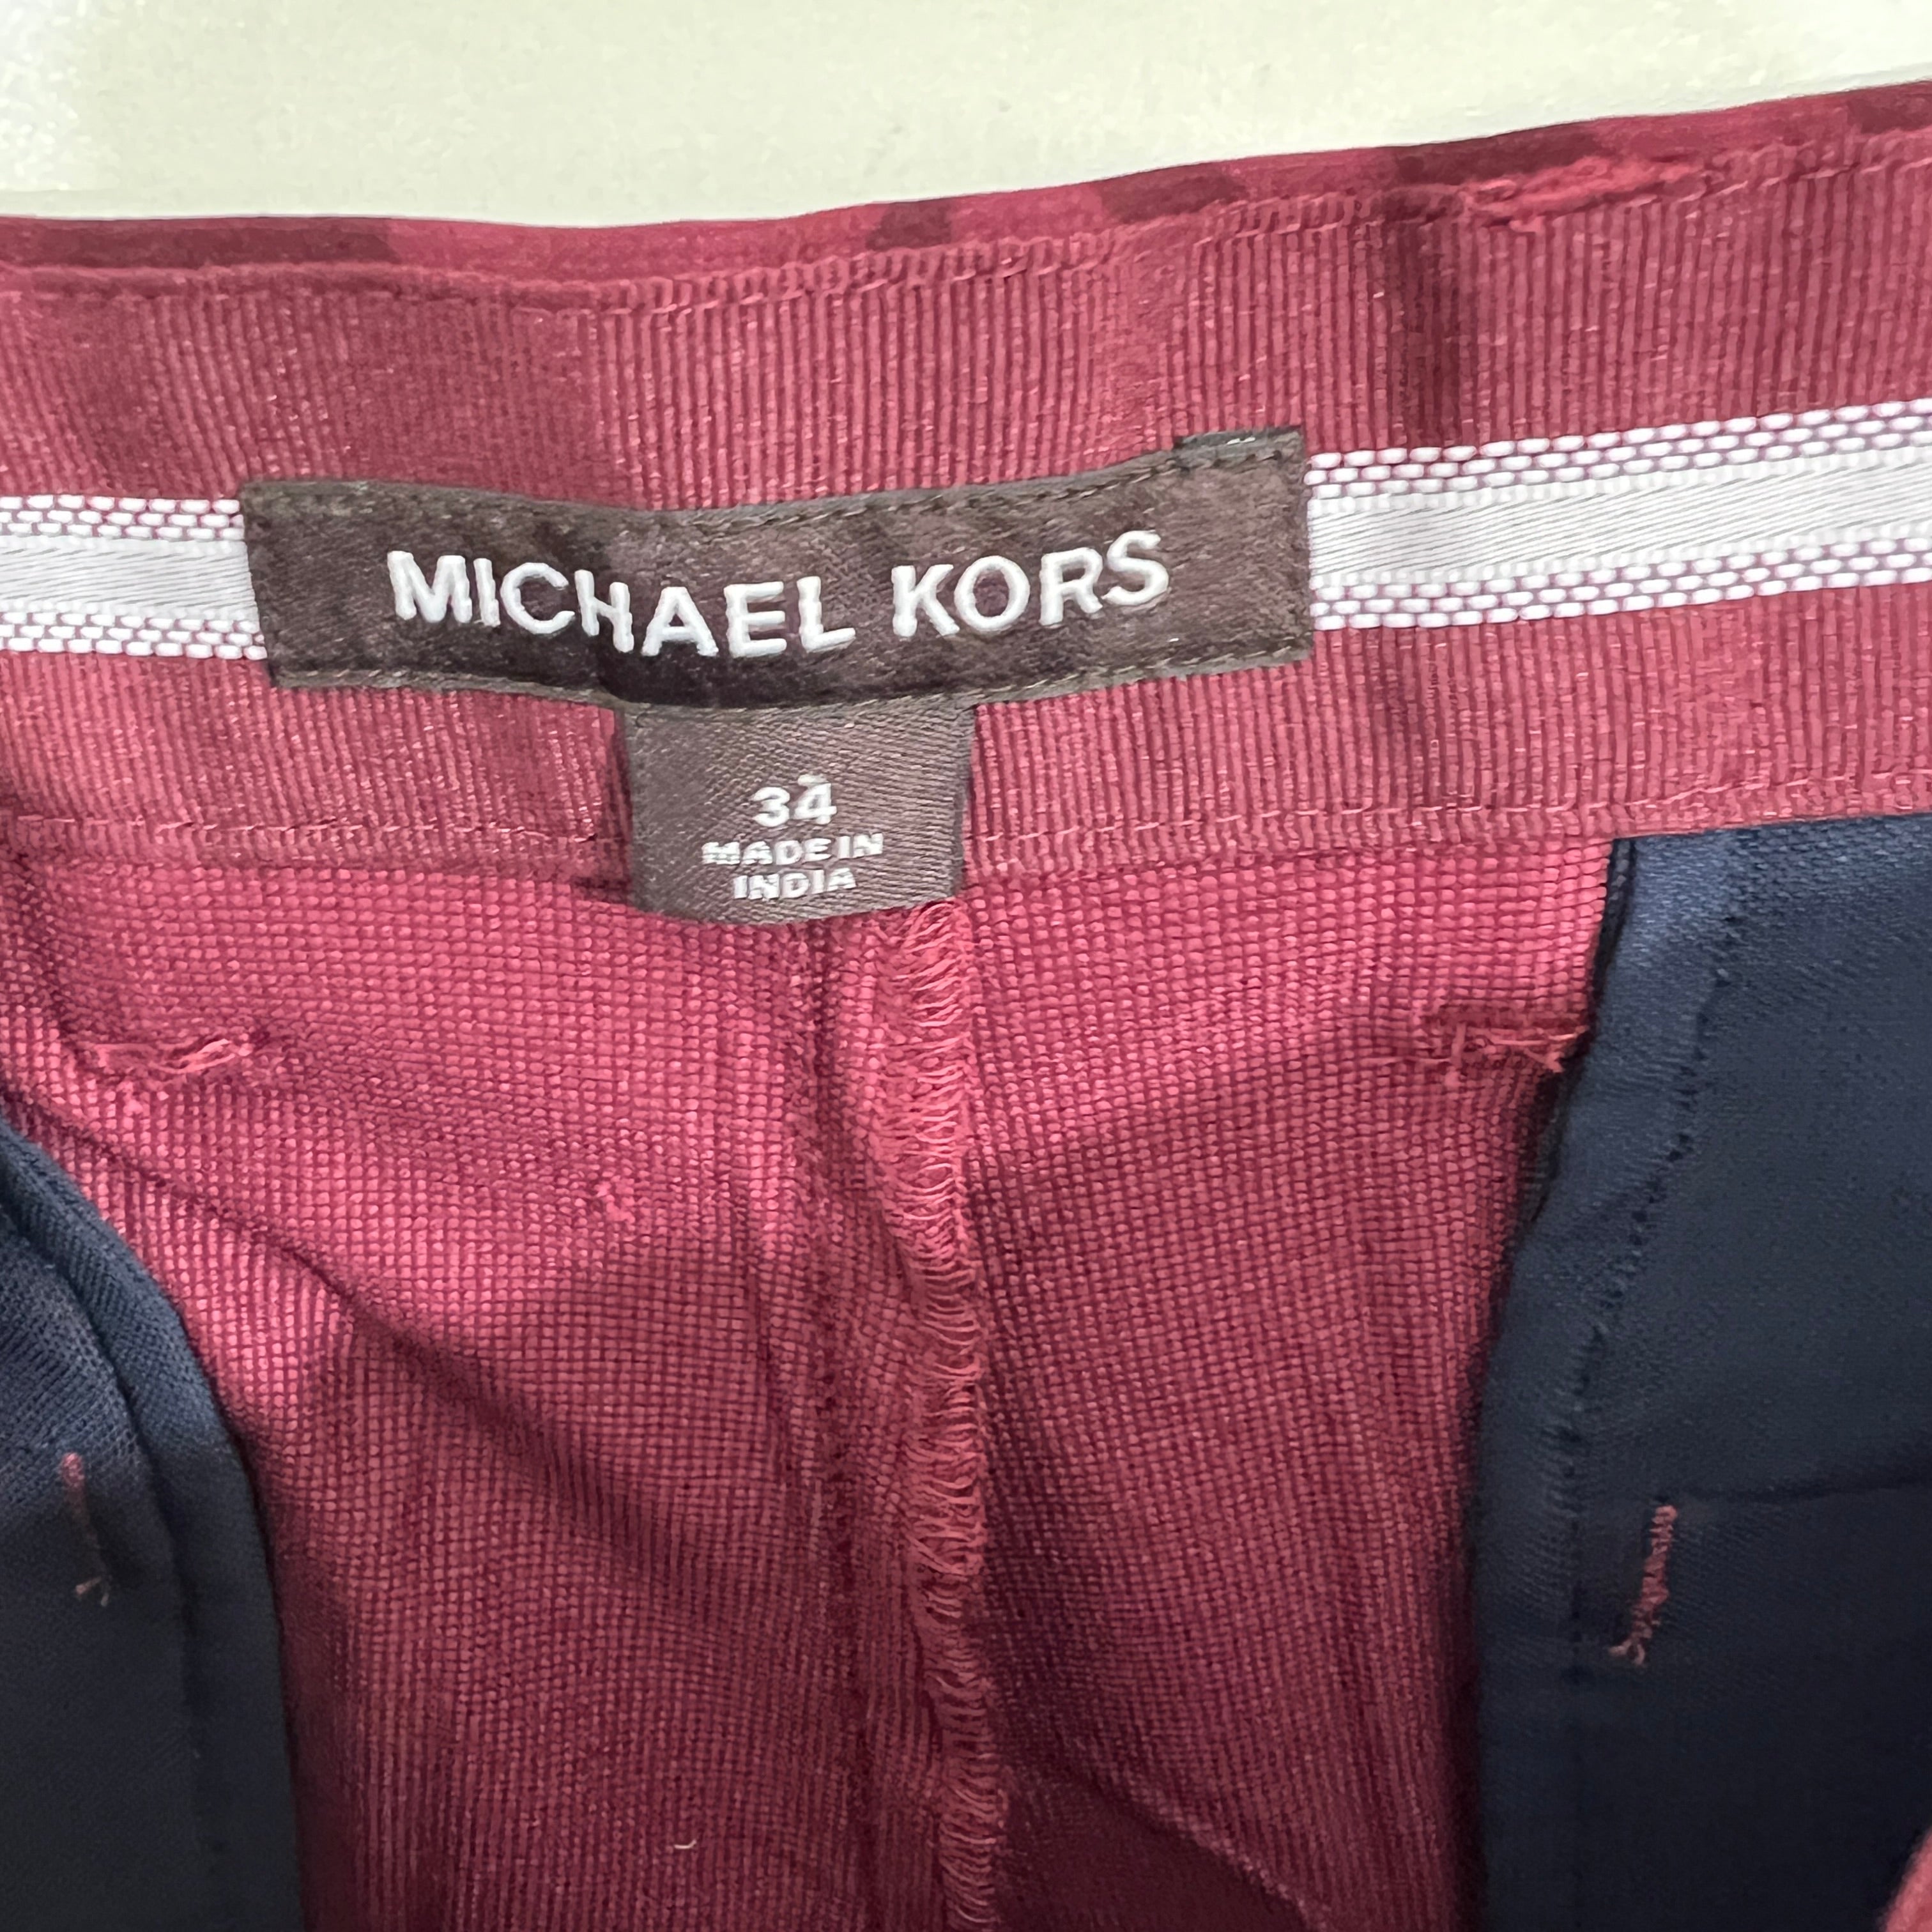 MICHAEL KORS
34
MADE IN
INDIA